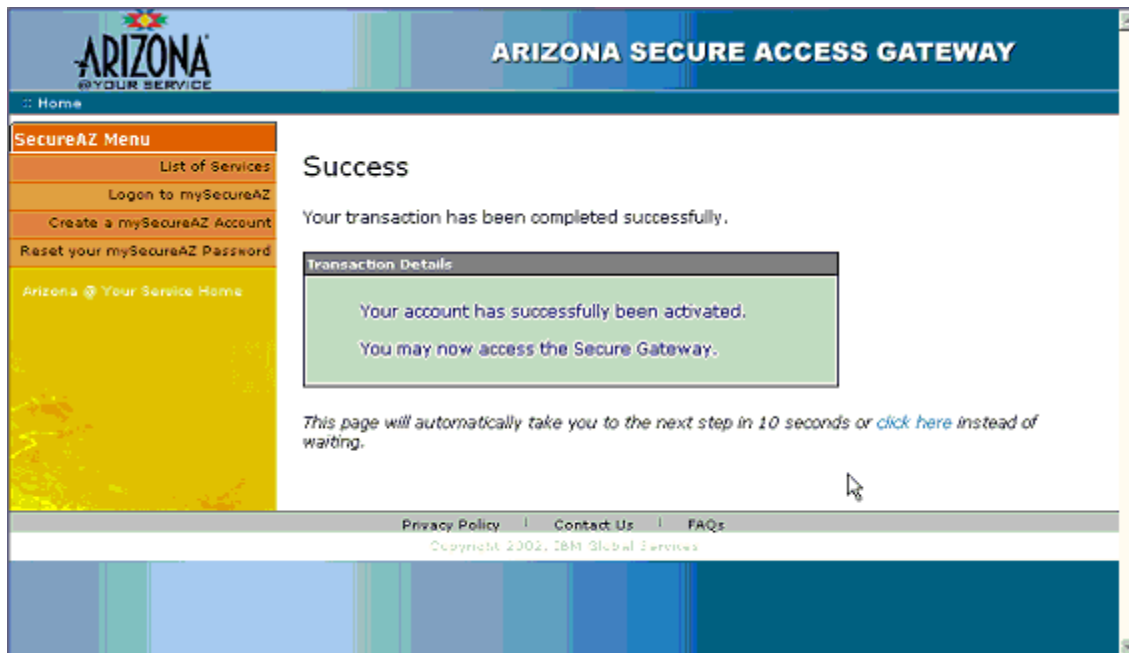 ARIZONA
@YOUR SERVICE
ARIZONA SECURE ACCESS GATEWAY
:: Home
SecureAZ Menu
List of Services
Logon to mySecureAZ
Create a mySecureAZ Account
Reset your mySecureAZ Password
Arizona @ Your Service Home
Success
Your transaction has been completed successfully.
Transaction Details
Your account has successfully been activated.
You may now access the Secure Gateway.
This page will automatically take you to the next step in 10 seconds or click here instead of
waiting.
Privacy Policy | Contact Us | FAQs
Copyright 2002, IBM Global Services